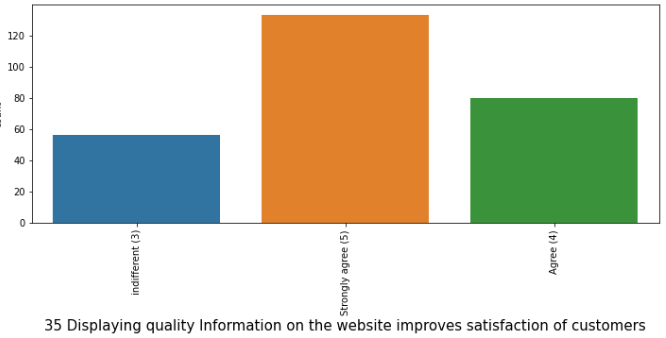 120
100
80
60
40
20
0
indifferent (3)
Strongly agree (5)
Agree (4)
35 Displaying quality Information on the website improves satisfaction of customers